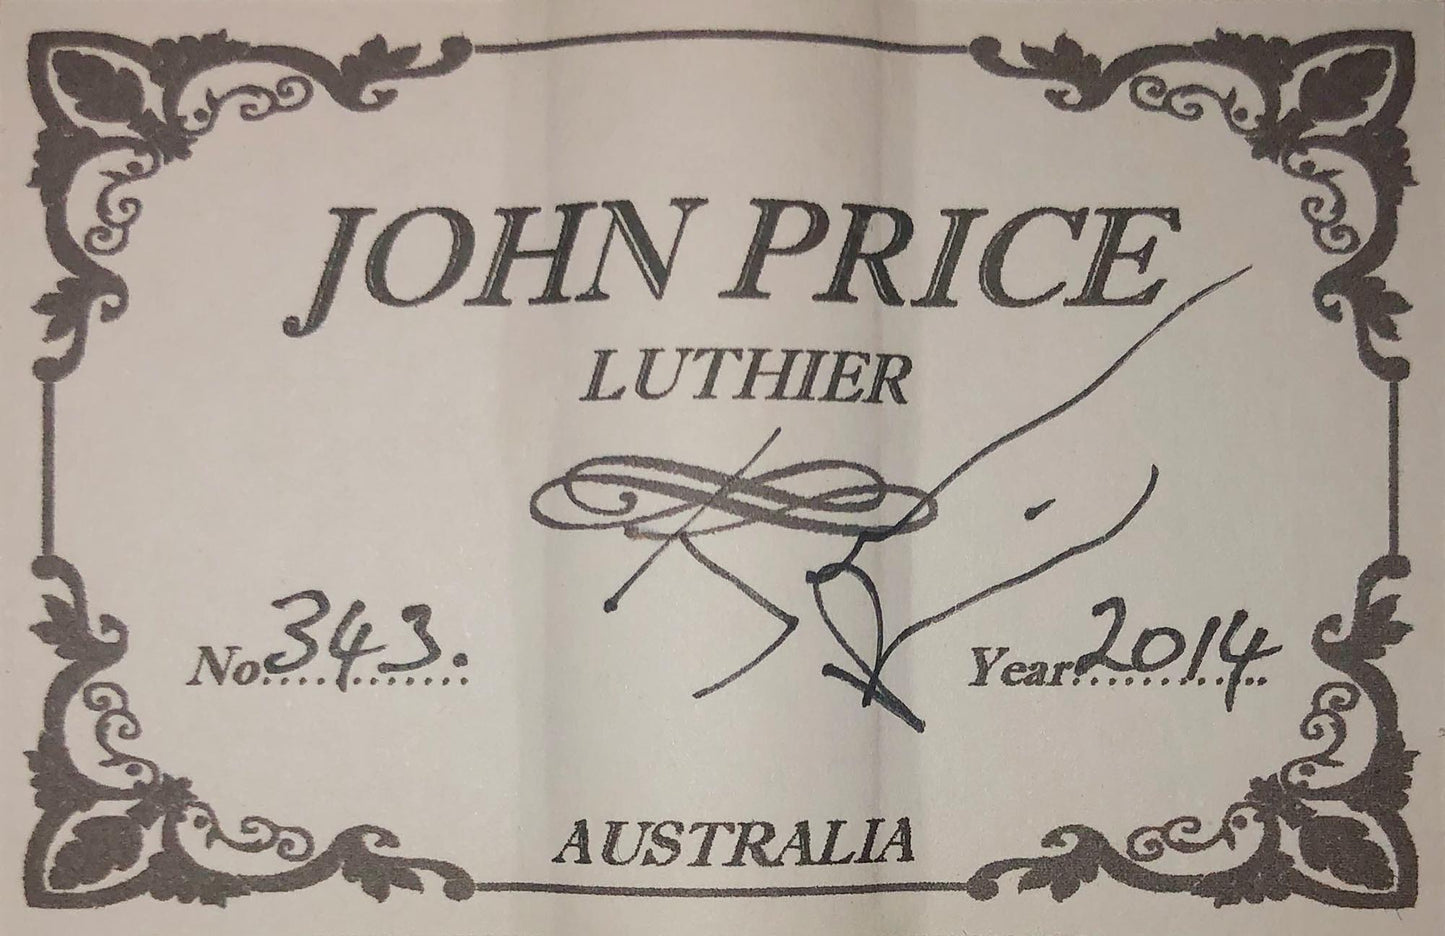 JOHN PRICE
LUTHIER
No 343. Year 2014
AUSTRALIA